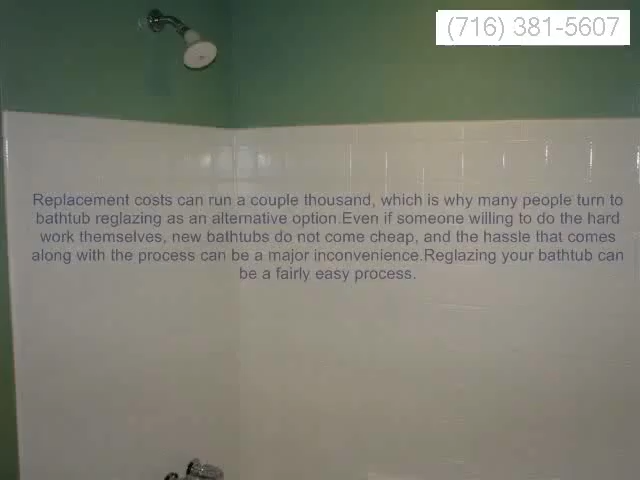 (716) 381-5607
Replacement costs can run a couple thousand, which is why many people turn to
bathtub reglazing as an alternative option.Even if someone willing to do the hard
work themselves, new bathtubs do not come cheap, and the hassle that comes
along with the process can be a major inconvenience.Reglazing your bathtub can
be a fairly easy process.